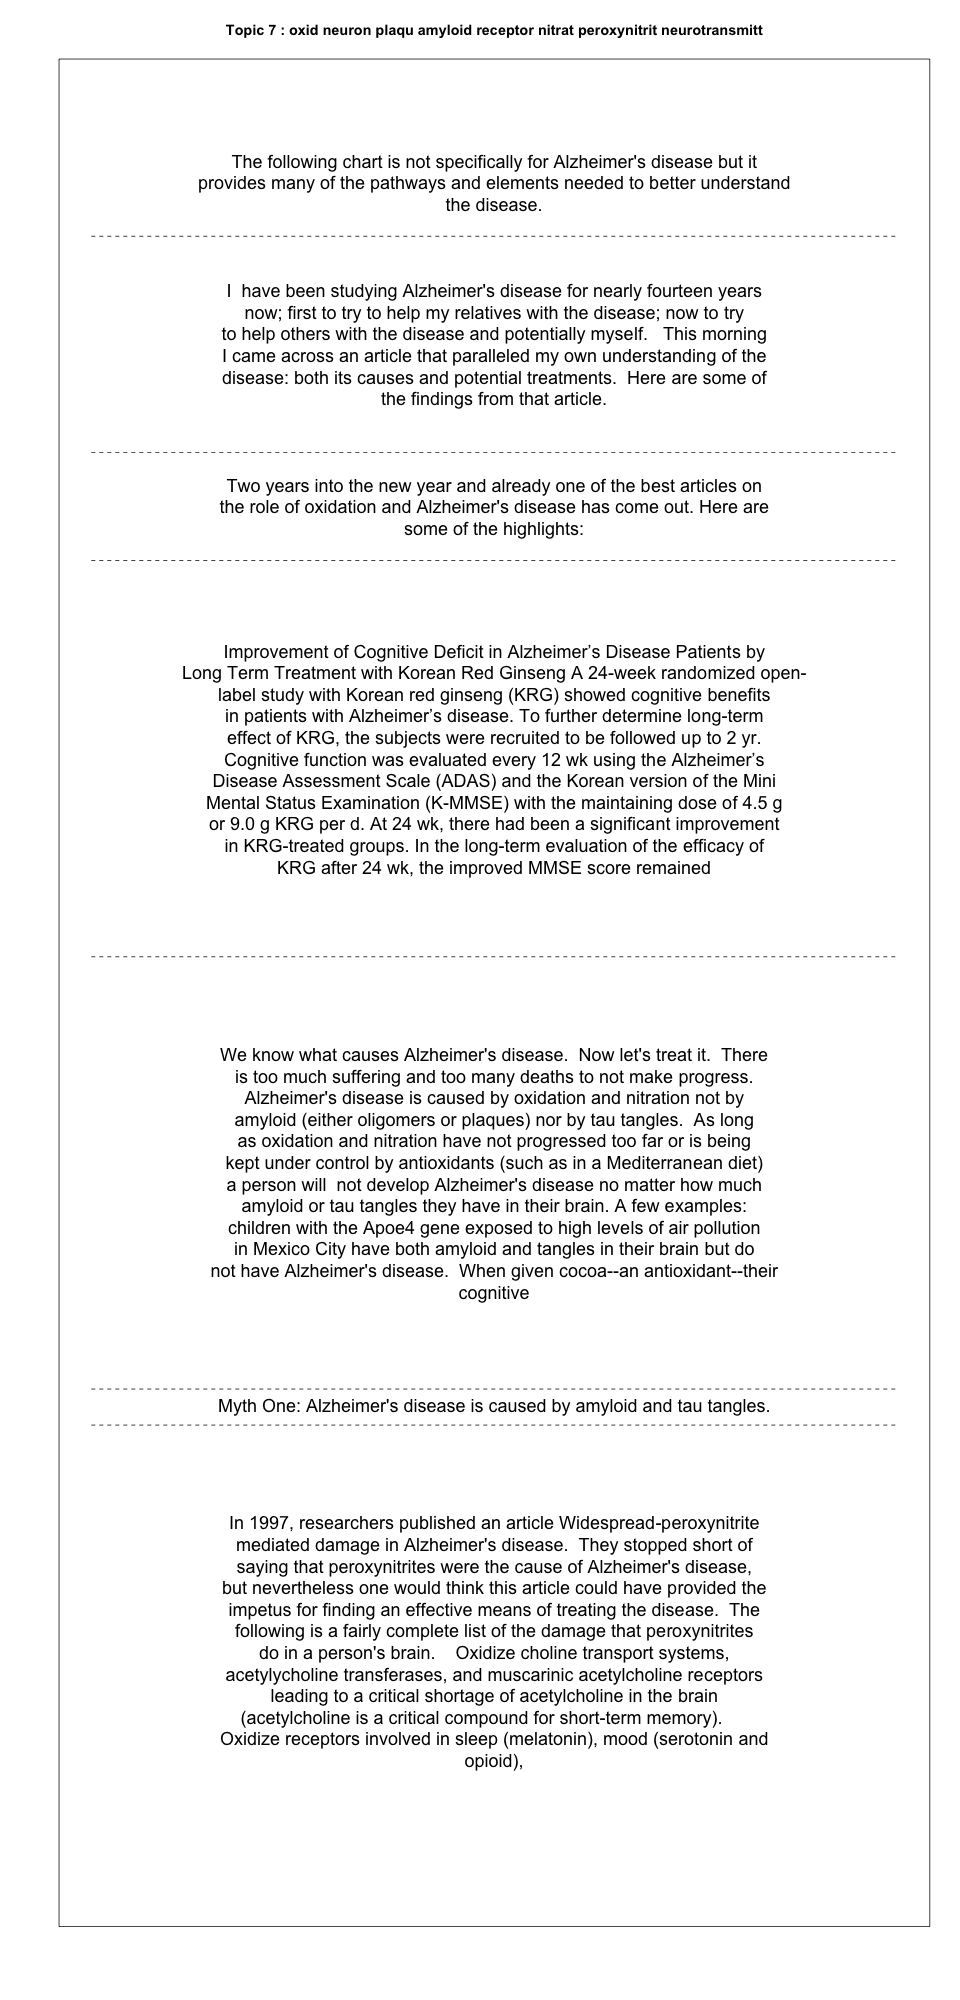 Topic 7 : oxid neuron plaqu amyloid receptor nitrat peroxynitrit neurotransmitt
The following chart is not specifically for Alzheimer's disease but it
provides many of the pathways and elements needed to better understand
the disease.
I  have been studying Alzheimer's disease for nearly fourteen years
now; first to try to help my relatives with the disease; now to try
to help others with the disease and potentially myself.   This morning
I came across an article that paralleled my own understanding of the
disease: both its causes and potential treatments.  Here are some of
the findings from that article.
Two years into the new year and already one of the best articles on
the role of oxidation and Alzheimer's disease has come out. Here are
some of the highlights:
Improvement of Cognitive Deficit in Alzheimer’s Disease Patients by
Long Term Treatment with Korean Red Ginseng A 24-week randomized open-
label study with Korean red ginseng (KRG) showed cognitive benefits
in patients with Alzheimer’s disease. To further determine long-term
effect of KRG, the subjects were recruited to be followed up to 2 yr.
Cognitive function was evaluated every 12 wk using the Alzheimer’s
Disease Assessment Scale (ADAS) and the Korean version of the Mini
Mental Status Examination (K-MMSE) with the maintaining dose of 4.5 g
or 9.0 g KRG per d. At 24 wk, there had been a significant improvement
in KRG-treated groups. In the long-term evaluation of the efficacy of
KRG after 24 wk, the improved MMSE score remained
We know what causes Alzheimer's disease.  Now let's treat it.  There
is too much suffering and too many deaths to not make progress.
Alzheimer's disease is caused by oxidation and nitration not by
amyloid (either oligomers or plaques) nor by tau tangles.  As long
as oxidation and nitration have not progressed too far or is being
kept under control by antioxidants (such as in a Mediterranean diet)
a person will  not develop Alzheimer's disease no matter how much
amyloid or tau tangles they have in their brain. A few examples:
children with the Apoe4 gene exposed to high levels of air pollution
in Mexico City have both amyloid and tangles in their brain but do
not have Alzheimer's disease.  When given cocoa--an antioxidant--their
cognitive
Myth One: Alzheimer's disease is caused by amyloid and tau tangles.
In 1997, researchers published an article Widespread-peroxynitrite
mediated damage in Alzheimer's disease.  They stopped short of
saying that peroxynitrites were the cause of Alzheimer's disease,
but nevertheless one would think this article could have provided the
impetus for finding an effective means of treating the disease.  The
following is a fairly complete list of the damage that peroxynitrites
do in a person's brain.    Oxidize choline transport systems,
acetylycholine transferases, and muscarinic acetylcholine receptors
leading to a critical shortage of acetylcholine in the brain
(acetylcholine is a critical compound for short-term memory).
Oxidize receptors involved in sleep (melatonin), mood (serotonin and
opioid),